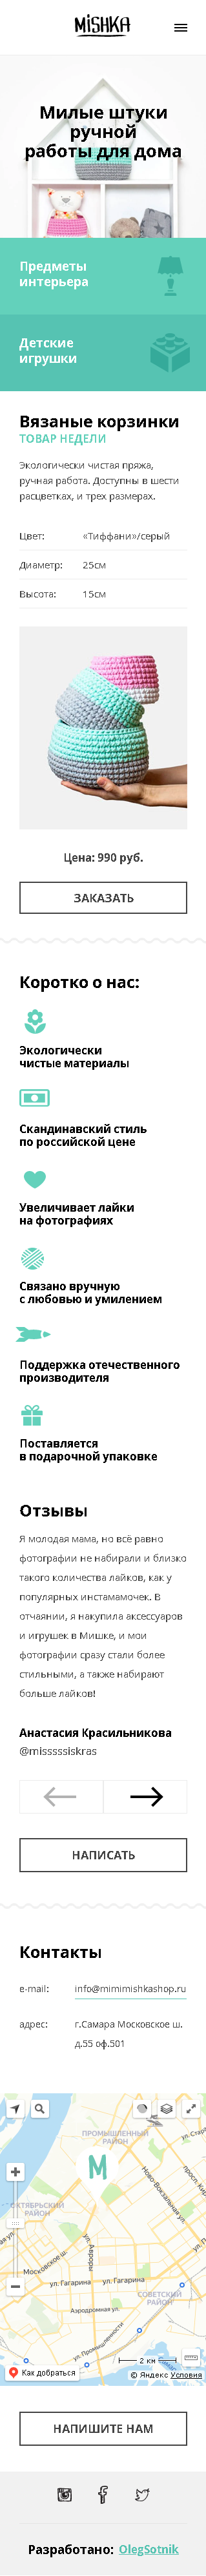 MiSHKA
Милые штуки
ручной
работы для дома
Предметы
интерьера
Детские
игрушки
Вязаные корзинки
ТОВАР НЕДЕЛИ
Экологически чистая пряжа,
ручная работа. Доступны в шести
расцветках, и трех размерах.
Цвет: «Тиффани»/серый
Диаметр: 25см
Высота: 15см
Цена: 990 руб.
ЗАКАЗАТЬ
Коротко о нас:
Экологически
чистые материалы
Скандинавский стиль
по российской цене
Увеличивает лайки
на фотографиях
Связано вручную
с любовью и умилением
Поддержка отечественного
производителя
Поставляется
в подарочной упаковке
Отзывы
Я молодая мама, но всё равно
фотографии не набирали и близко
такого количества лайков, как у
популярных инстамамочек. В
отчаянии, я накупила аксессуаров
и игрушек в Мишке, и мои
фотографии сразу стали более
стильными, а также набирают
больше лайков!
Анастасия Красильникова
@misssssiskras
НАПИСАТЬ
Контакты
e-mail: info@mimimishkashop.ru
адрес: г.Самара Московское ш.
д.55 оф.501
ПРОМЫШЛЕННЫЙ
РАЙОН
M
Ново-Вокзальная ул.
ОКТЯБРЬСКИЙ
РАЙОН
ул. Авроры
Московское ш.
ул. Гагарина
ул. Гагарина
СОВЕТСКИЙ
РАЙОН
Аэродромная ул.
ул. Промышленности
2 км
Как добраться
© Яндекс Условия
НАПИШИТЕ НАМ
Разработано: OlegSotnik